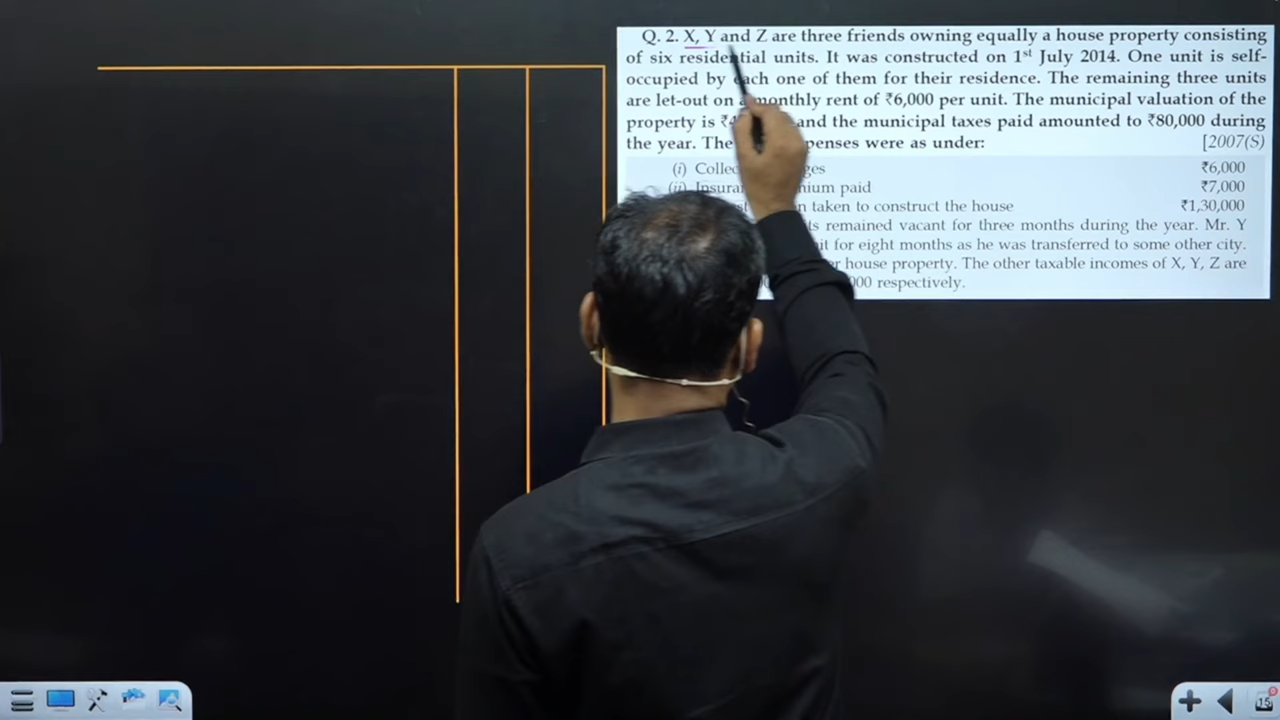 Q. 2. X, Y and Z are three friends owning equally a house property consisting
of six residential units. It was constructed on 1st July 2014. One unit is self-
occupied by each one of them for their residence. The remaining three units
are let-out on a monthly rent of ₹6,000 per unit. The municipal valuation of the
property is and the municipal taxes paid amounted to ₹80,000 during
the year. The were as under: [2007(S)
(i) ₹6,000
(ii) paid ₹7,000
taken to construct the house ₹1,30,000
remained vacant for three months during the year. Mr. Y
for eight months as he was transferred to some other city.
house property. The other taxable incomes of X, Y, Z are
respectively.
15